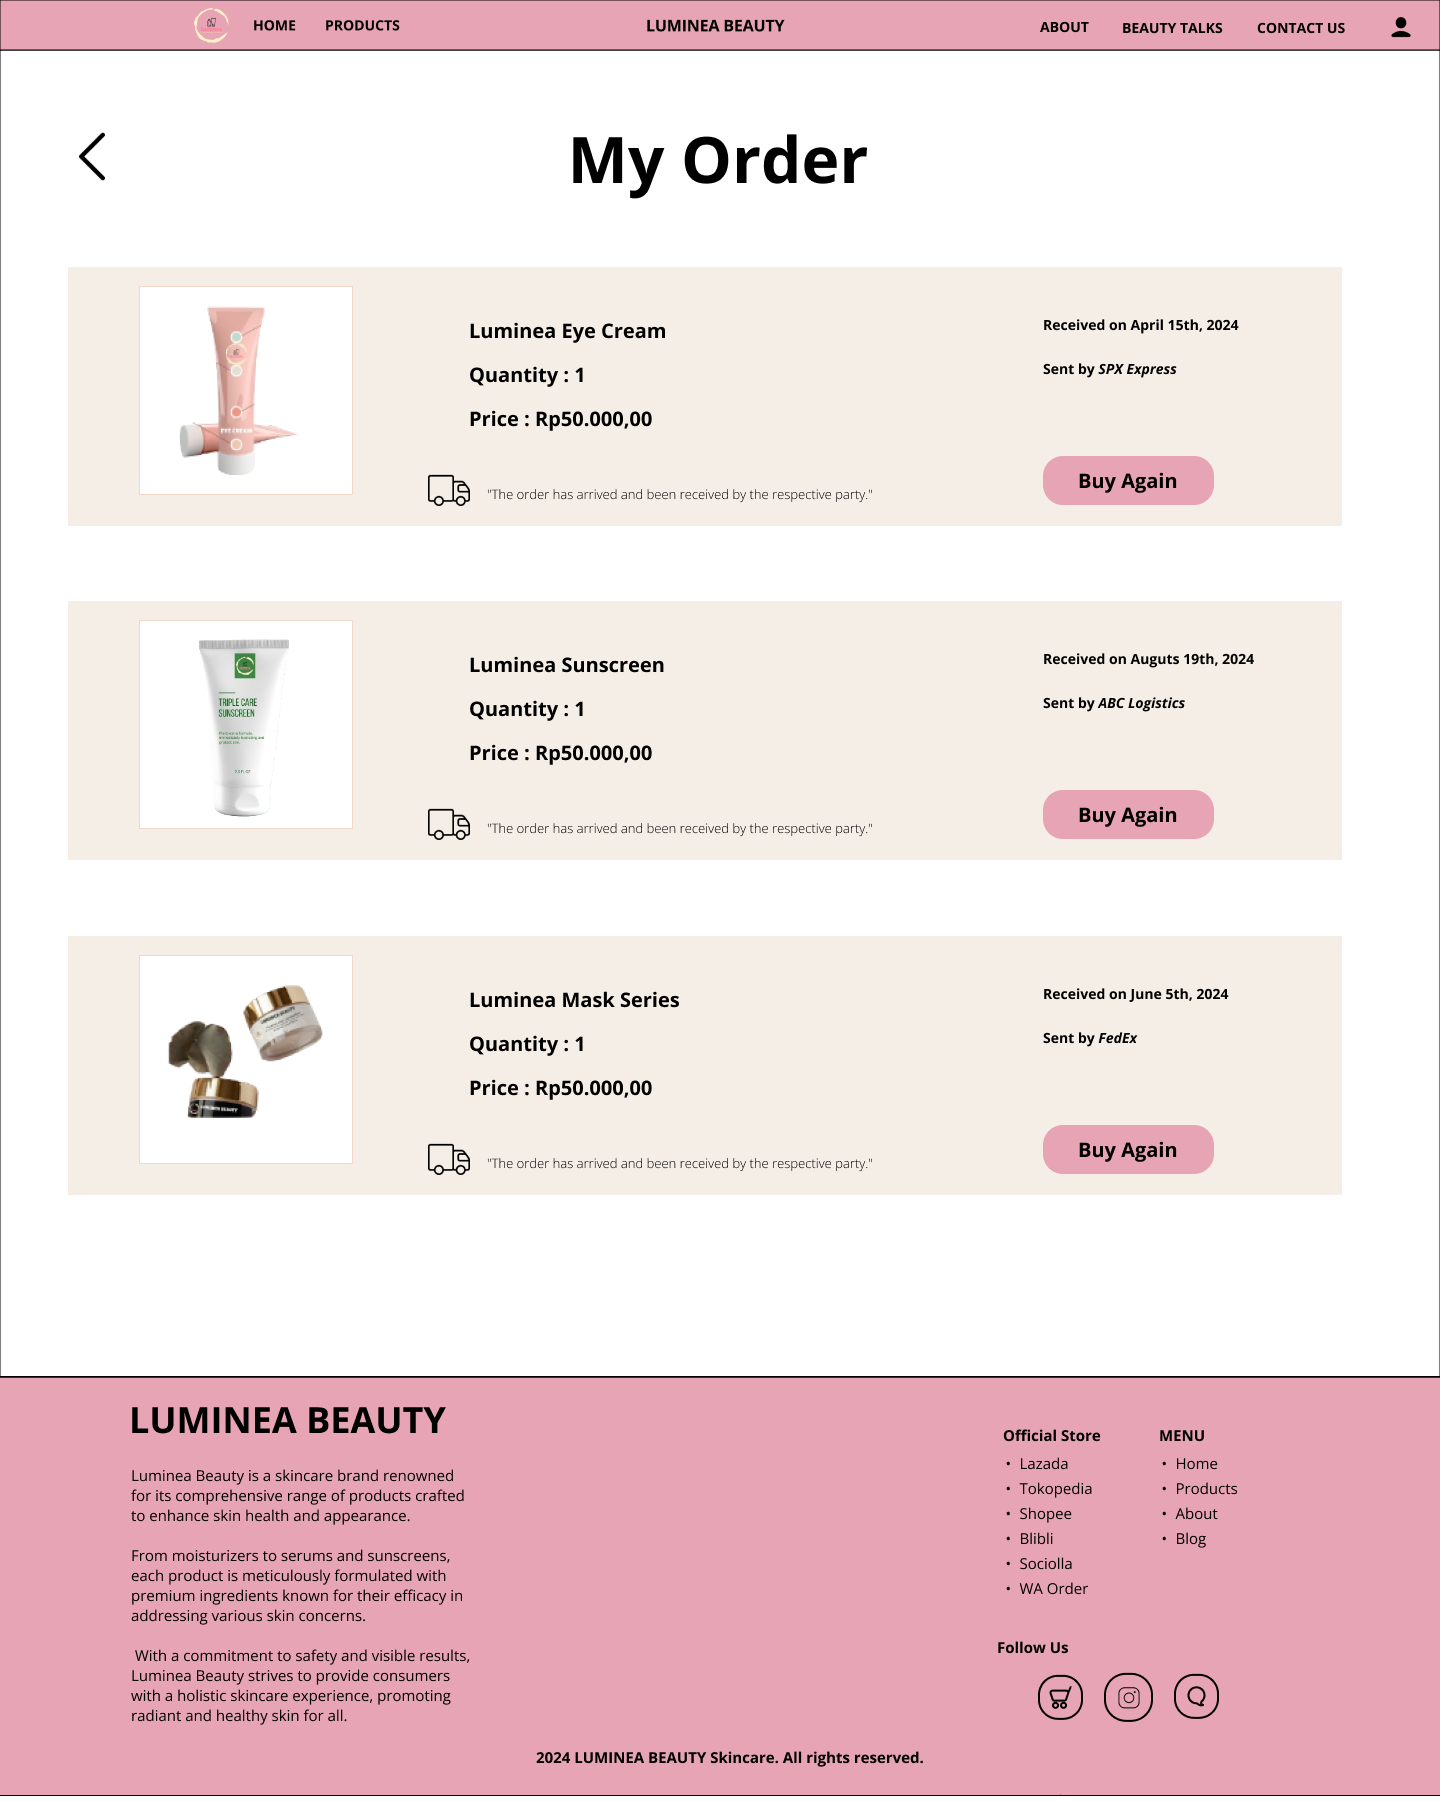 HOME
PRODUCTS
LUMINEA BEAUTY
ABOUT
BEAUTY TALKS
CONTACT US
My Order
EYE CREAM
Luminea Eye Cream
Quantity : 1
Price : Rp50.000,00
"The order has arrived and been received by the respective party."
Received on April 15th, 2024
Sent by SPX Express
Buy Again
TRIPLE CARE
SUNSCREEN
Luminea Sunscreen
Quantity : 1
Price : Rp50.000,00
"The order has arrived and been received by the respective party."
Received on Auguts 19th, 2024
Sent by ABC Logistics
Buy Again
LUMINEA BEAUTY
Luminea Mask Series
Quantity : 1
Price : Rp50.000,00
"The order has arrived and been received by the respective party."
Received on June 5th, 2024
Sent by FedEx
Buy Again
LUMINEA BEAUTY
Luminea Beauty is a skincare brand renowned
for its comprehensive range of products crafted
to enhance skin health and appearance.
From moisturizers to serums and sunscreens,
each product is meticulously formulated with
premium ingredients known for their efficacy in
addressing various skin concerns.
With a commitment to safety and visible results,
Luminea Beauty strives to provide consumers
with a holistic skincare experience, promoting
radiant and healthy skin for all.
Official Store
• Lazada
• Tokopedia
• Shopee
• Blibli
• Sociolla
• WA Order
MENU
• Home
• Products
• About
• Blog
Follow Us
2024 LUMINEA BEAUTY Skincare. All rights reserved.